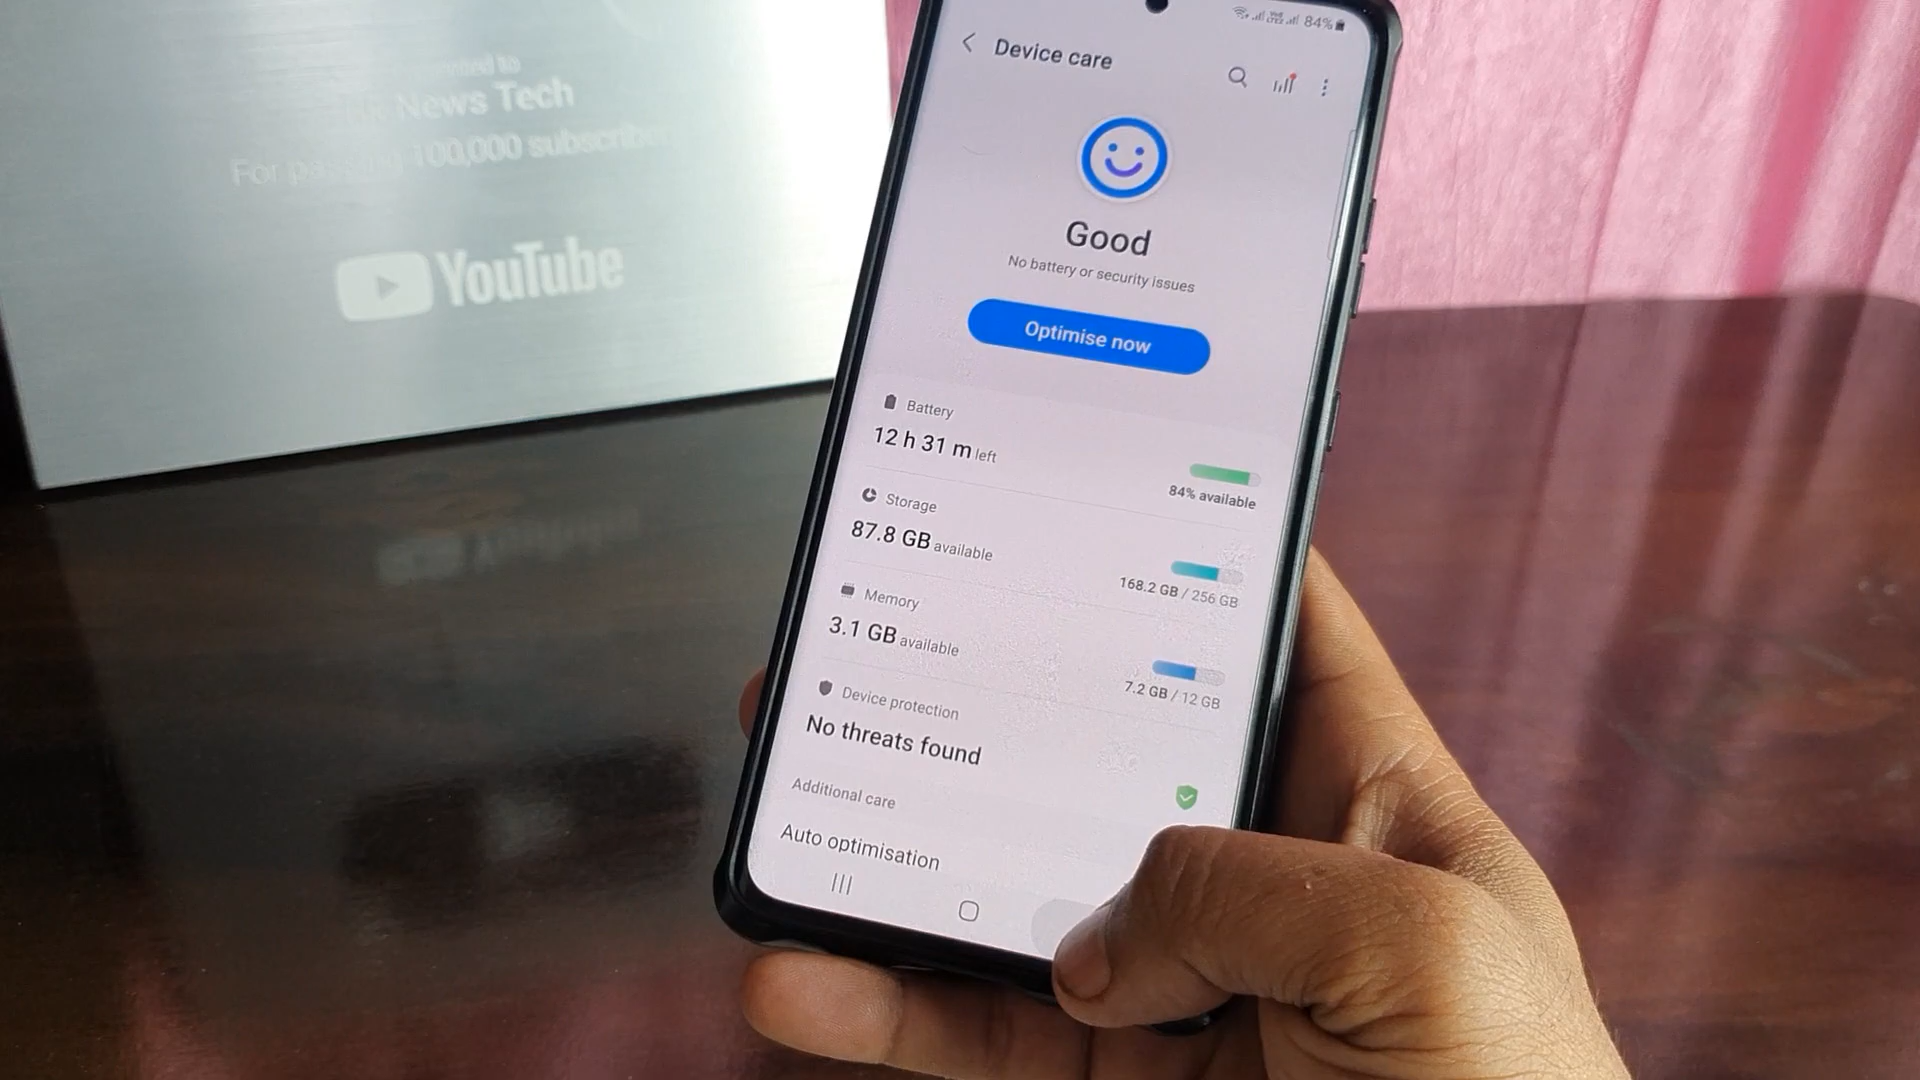 News Tech
100,000
YouTube
84%
Device care
Good
No battery or security issues
Optimise now
Battery
12 h 31 m left
84% available
Storage
87.8 GB available
168.2 GB / 256 GB
Memory
3.1 GB available
7.2 GB / 12 GB
Device protection
No threats found
Additional care
Auto optimisation